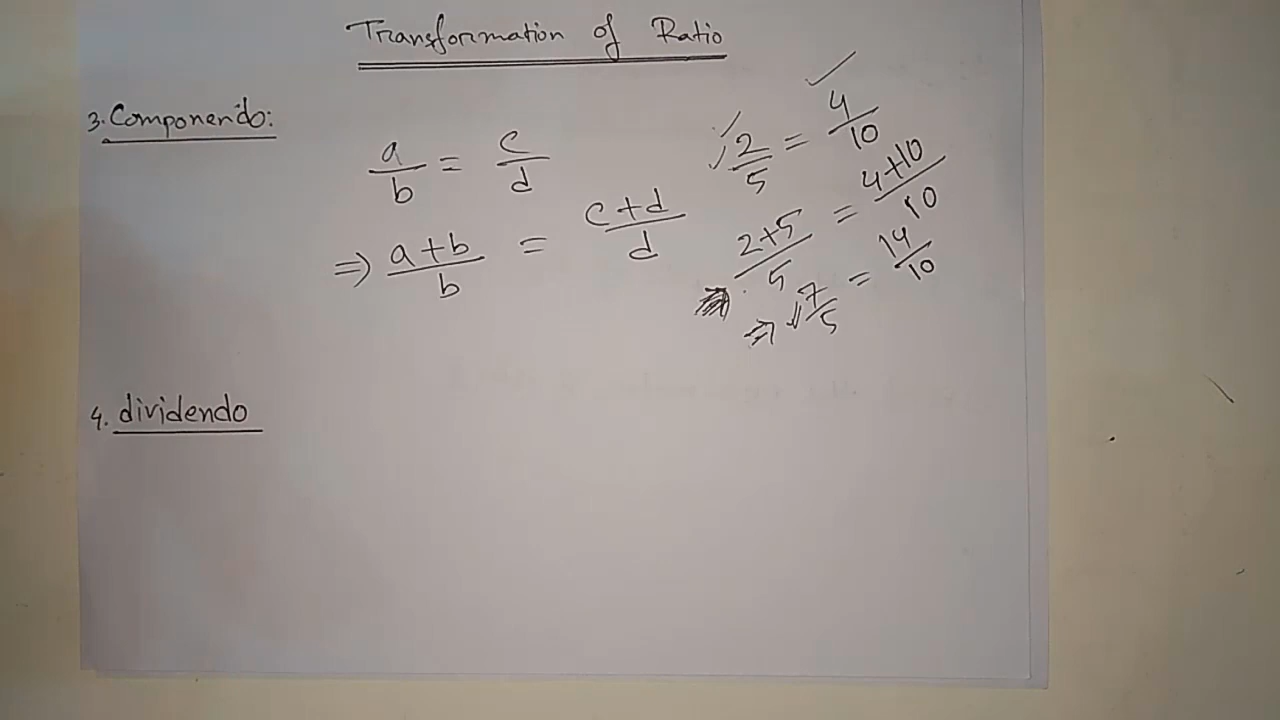 Transformation of Ratio
3. Componendo:
a/b = c/d
⇒ a+b/b = c+d/d
2/5 = 4/10
2+5/5 = 4+10/10
⇒ 7/5 = 14/10
4. dividendo